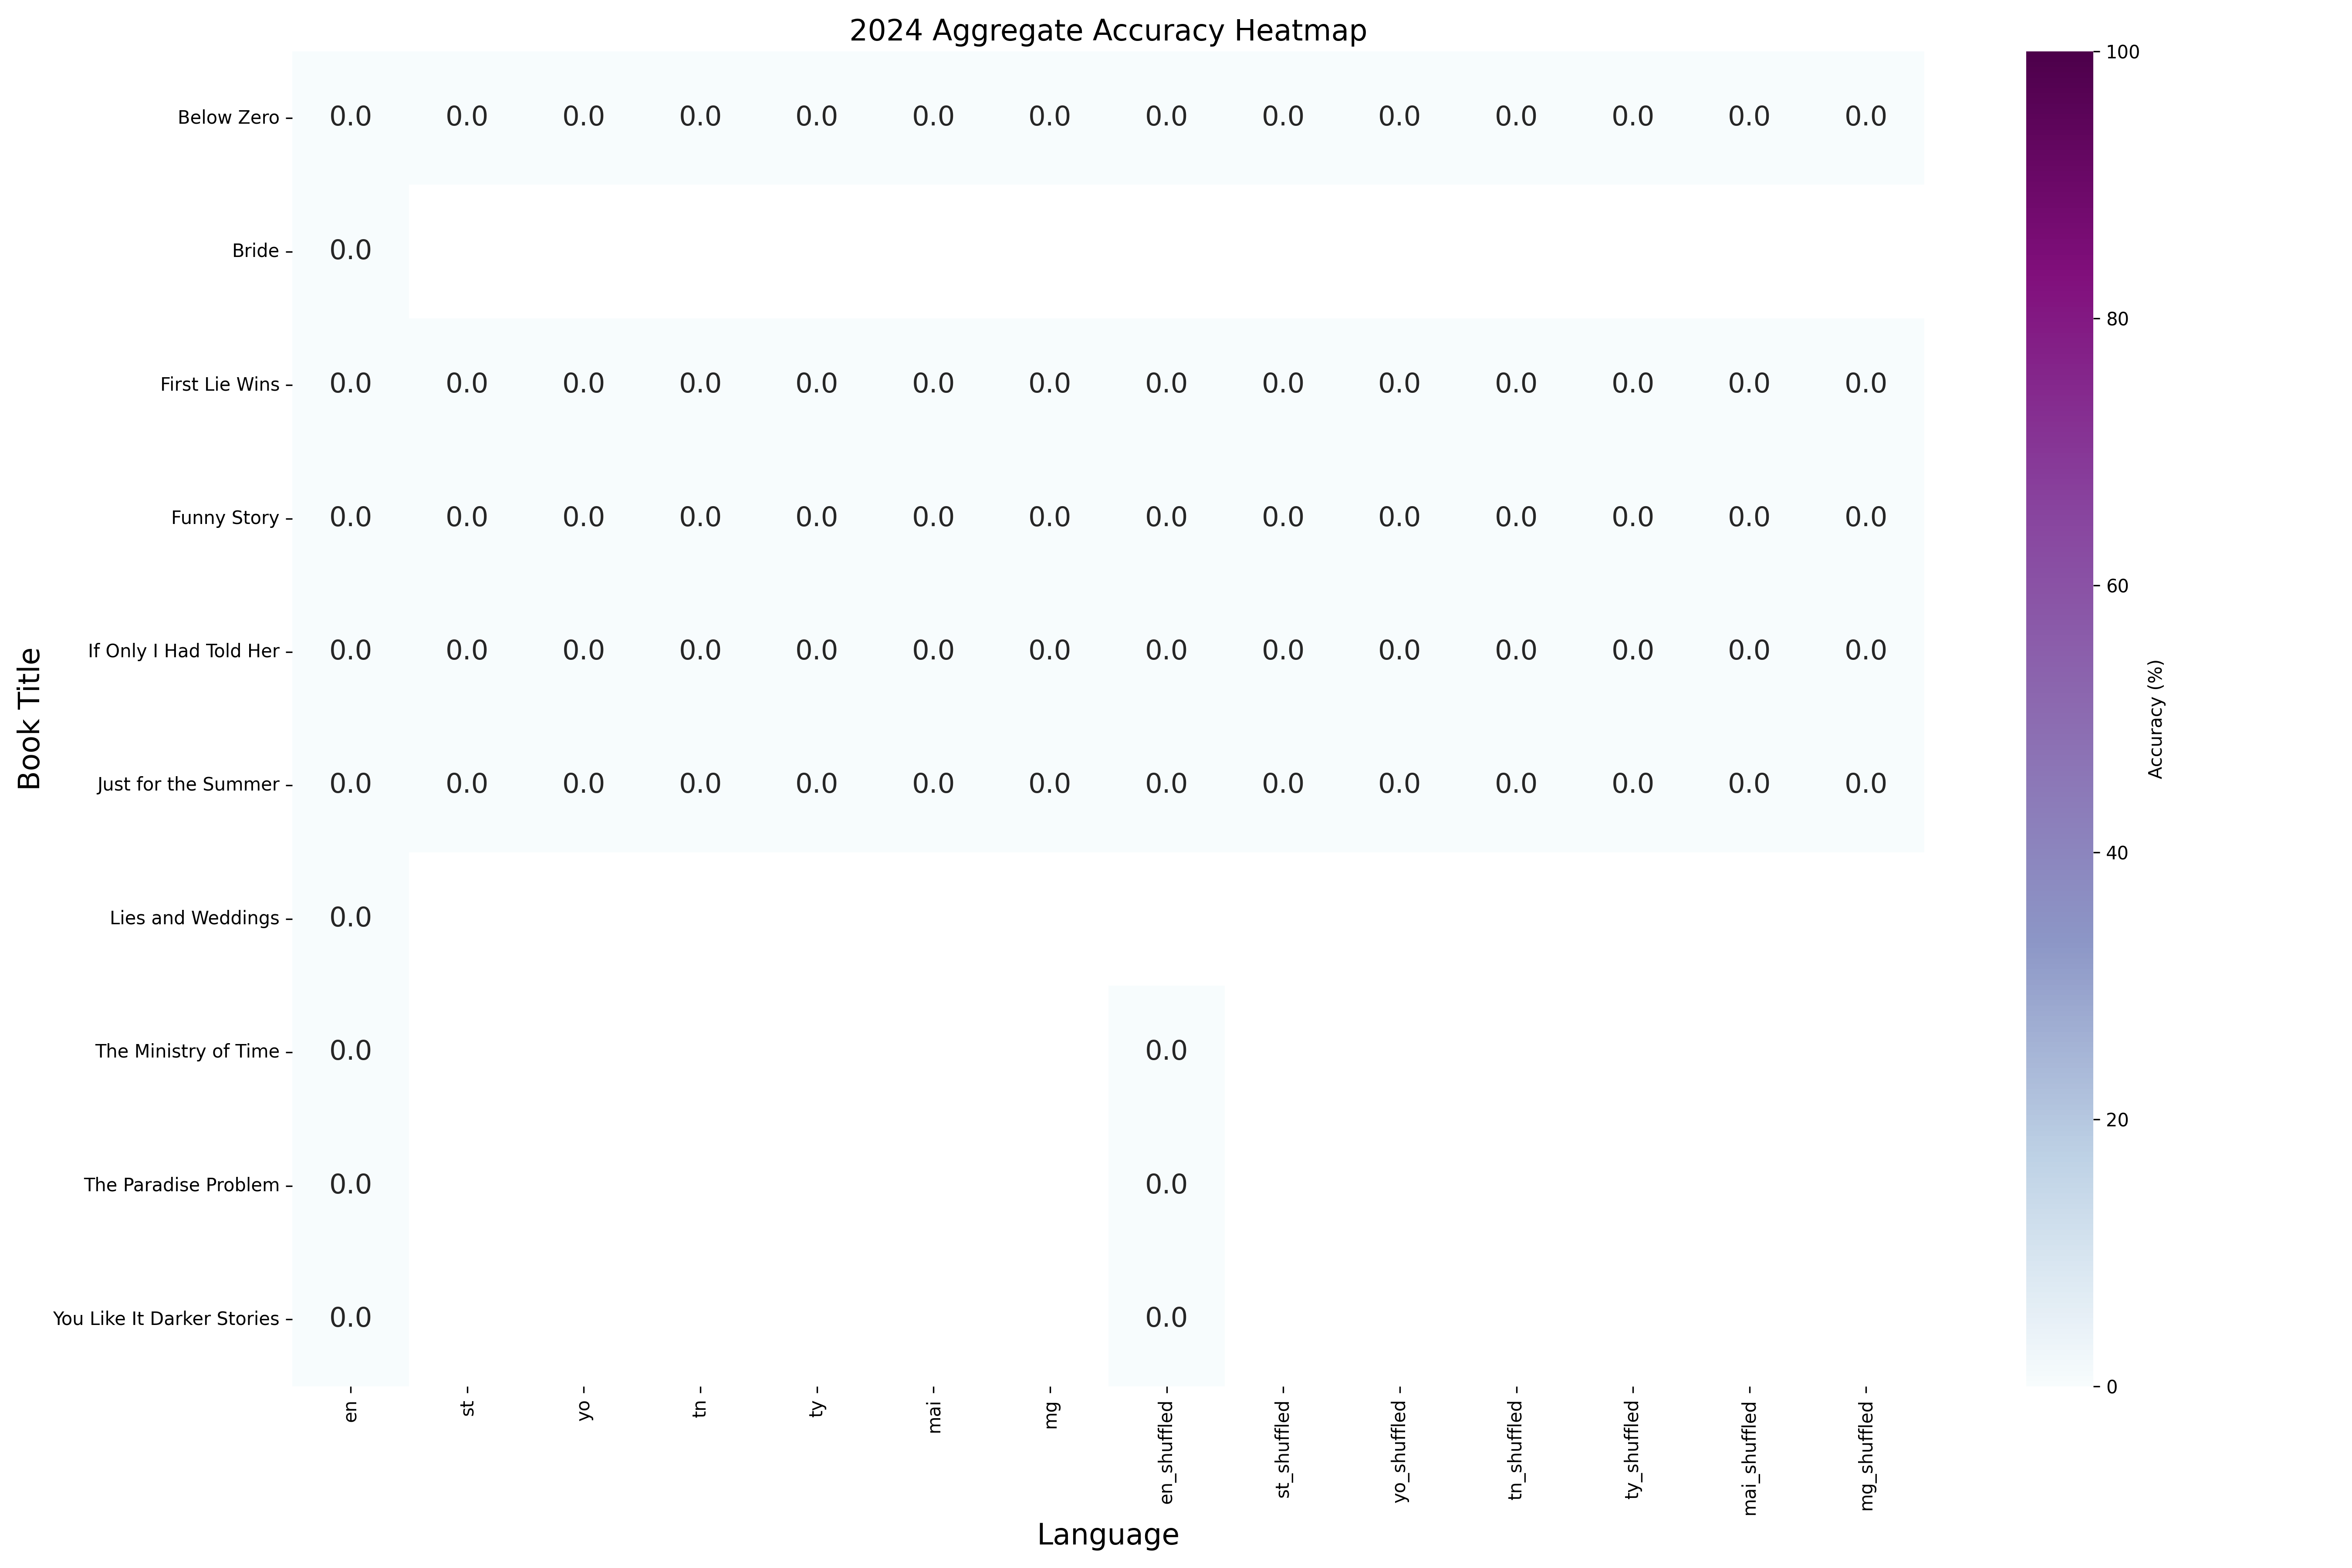 2024 Aggregate Accuracy Heatmap
Book Title
Below Zero 0.0 0.0 0.0 0.0 0.0 0.0 0.0 0.0 0.0 0.0 0.0 0.0 0.0 0.0
Bride 0.0
First Lie Wins 0.0 0.0 0.0 0.0 0.0 0.0 0.0 0.0 0.0 0.0 0.0 0.0 0.0 0.0
Funny Story 0.0 0.0 0.0 0.0 0.0 0.0 0.0 0.0 0.0 0.0 0.0 0.0 0.0 0.0
If Only I Had Told Her 0.0 0.0 0.0 0.0 0.0 0.0 0.0 0.0 0.0 0.0 0.0 0.0 0.0 0.0
Just for the Summer 0.0 0.0 0.0 0.0 0.0 0.0 0.0 0.0 0.0 0.0 0.0 0.0 0.0 0.0
Lies and Weddings 0.0
The Ministry of Time 0.0 0.0
The Paradise Problem 0.0 0.0
You Like It Darker Stories 0.0 0.0
en st yo tn ty mai mg en_shuffled st_shuffled yo_shuffled tn_shuffled ty_shuffled mai_shuffled mg_shuffled
Language
100
80
60
40
20
0
Accuracy (%)